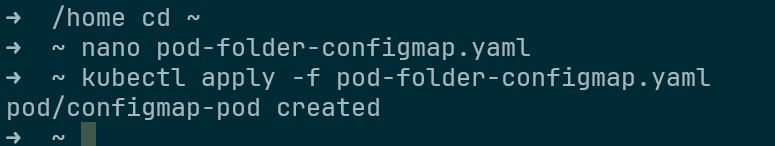 → /home cd ~
→ ~ nano pod-folder-configmap.yaml
→ ~ kubectl apply -f pod-folder-configmap.yaml
pod/configmap-pod created
→ ~